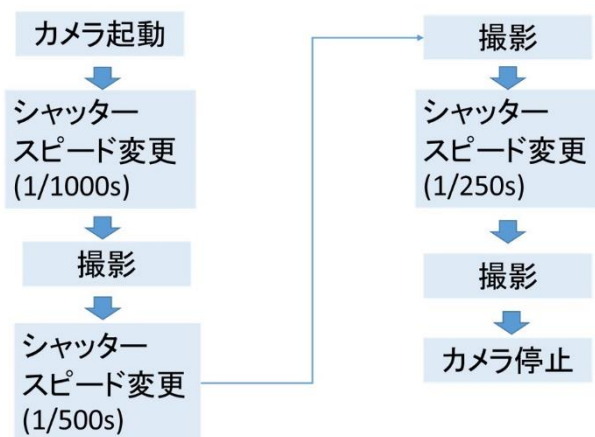 カメラ起動
シャッター
スピード変更
(1/1000s)
撮影
シャッター
スピード変更
(1/500s)
撮影
シャッター
スピード変更
(1/250s)
撮影
カメラ停止